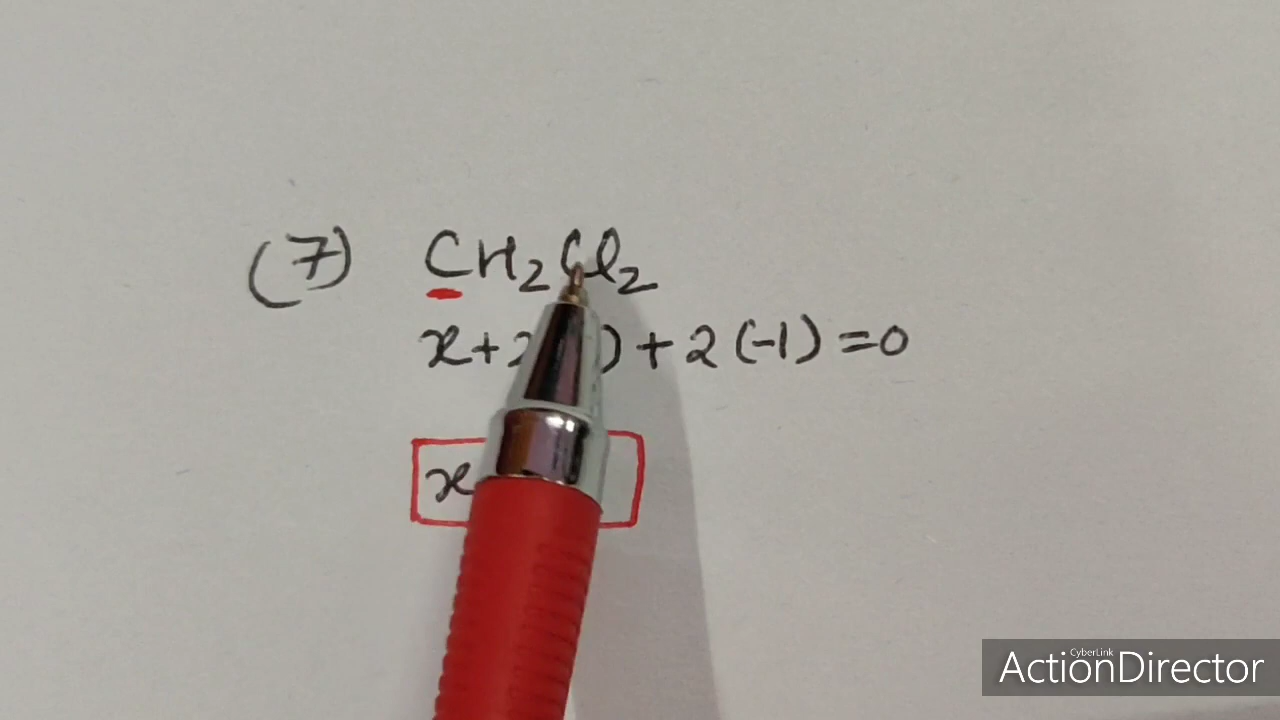 (7) CH₂Cl₂
x+2 ) + 2 (-1) = 0
x
CyberLink
ActionDirector